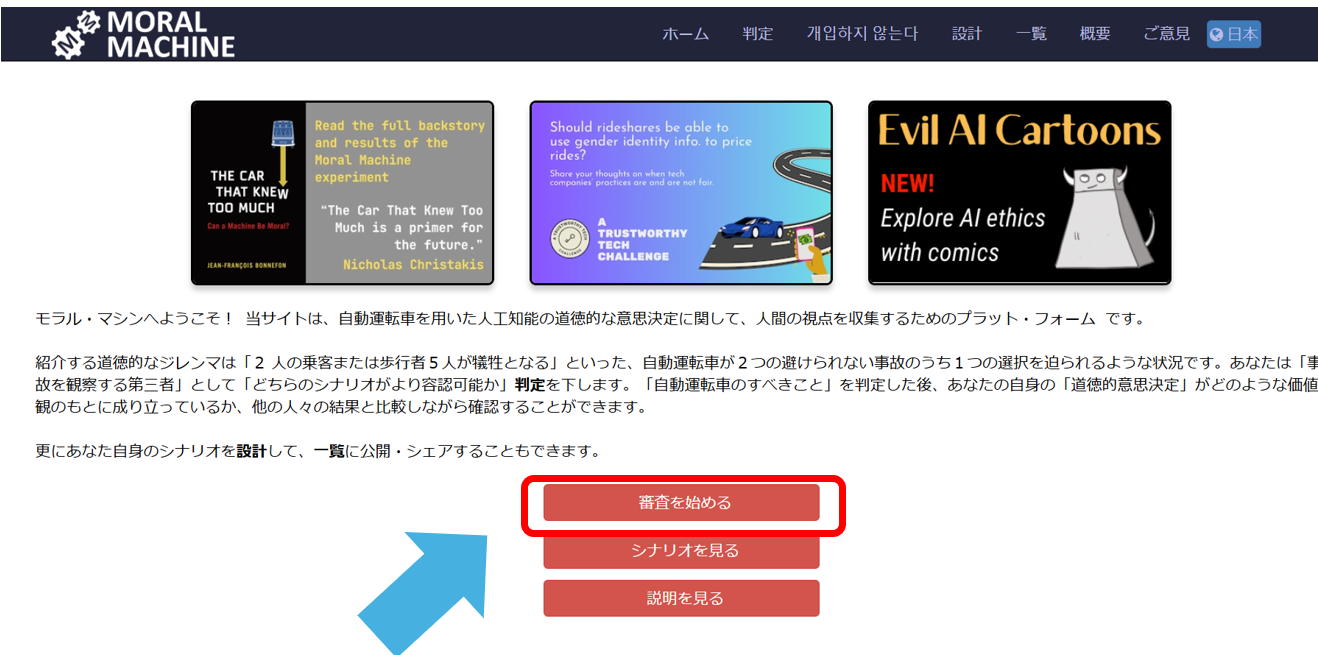 MORAL
MACHINE
ホーム 判定 개입하지 않는다 設計 一覧 概要 ご意見 日本
THE CAR
THAT KNEW
TOO MUCH
Can a Machine Be Moral?
JEAN-FRANÇOIS BONNEFON
Read the full backstory
and results of the
Moral Machine
experiment
“The Car That Knew Too
Much is a primer for
the future.”
Nicholas Christakis
Should rideshares be able to
use gender identity info. to price
rides?
Share your thoughts on when tech
companies' practices are and are not fair.
A TRUSTWORTHY TECH CHALLENGE
A
TRUSTWORTHY
TECH
CHALLENGE
Evil AI Cartoons
NEW!
Explore AI ethics
with comics
モラル・マシンへようこそ！ 当サイトは、自動運転車を用いた人工知能の道徳的な意思決定に関して、人間の視点を収集するためのプラット・フォーム です。
紹介する道徳的なジレンマは「２ 人の乗客または歩行者５人が犠牲となる」といった、自動運転車が２つの避けられない事故のうち１つの選択を迫られるような状況です。あなたは「事
故を観察する第三者」として「どちらのシナリオがより容認可能か」判定を下します。「自動運転車のすべきこと」を判定した後、あなたの自身の「道徳的意思決定」がどのような価値
観のもとに成り立っているか、他の人々の結果と比較しながら確認することができます。
更にあなた自身のシナリオを設計して、一覧に公開・シェアすることもできます。
審査を始める
シナリオを見る
説明を見る